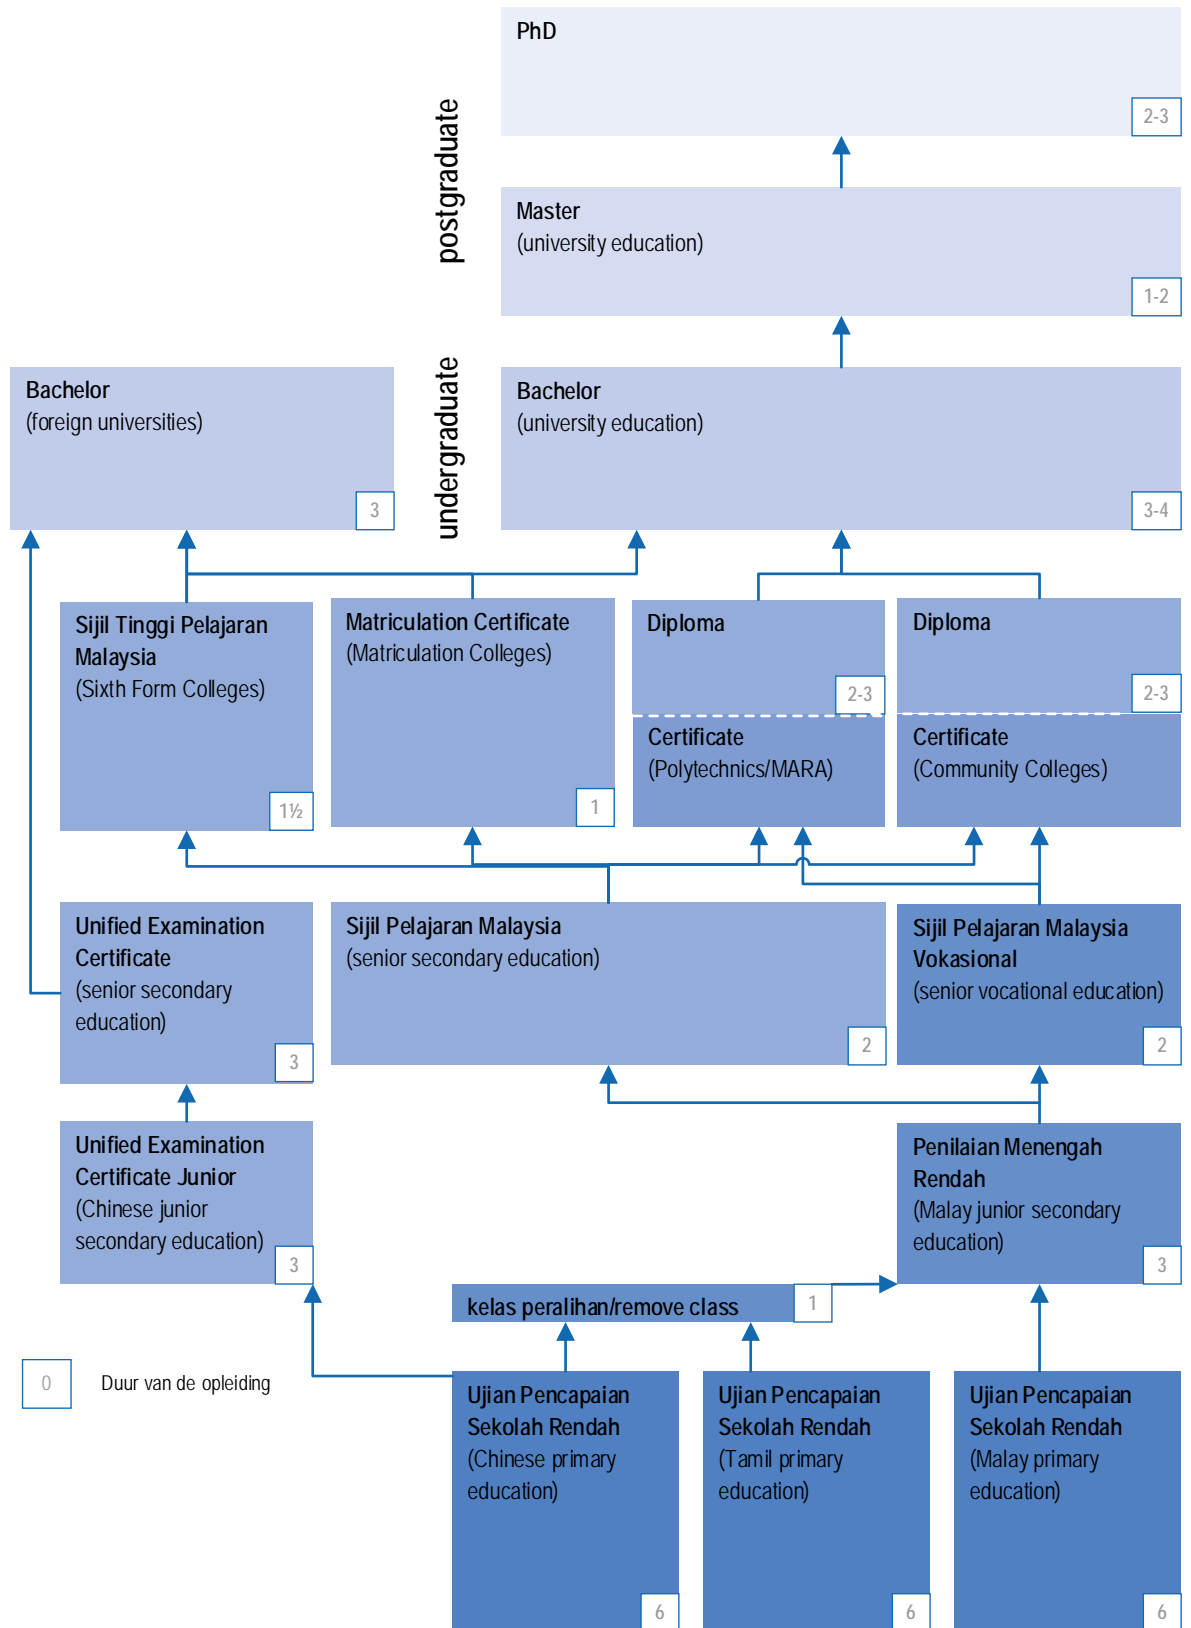 PhD
2-3
postgraduate
Master
(university education)
1-2
Bachelor
(foreign universities)
3
undergraduate
Bachelor
(university education)
3-4
Sijil Tinggi Pelajaran
Malaysia
(Sixth Form Colleges)
1½
Matriculation Certificate
(Matriculation Colleges)
1
Diploma
2-3
Certificate
(Polytechnics/MARA)
Diploma
2-3
Certificate
(Community Colleges)
Unified Examination
Certificate
(senior secondary
education)
3
Sijil Pelajaran Malaysia
(senior secondary education)
2
Sijil Pelajaran Malaysia
Vokasional
(senior vocational education)
2
Unified Examination
Certificate Junior
(Chinese junior
secondary education)
3
Penilaian Menengah
Rendah
(Malay junior secondary
education)
3
kelas peralihan/remove class
1
0
Duur van de opleiding
Ujian Pencapaian
Sekolah Rendah
(Chinese primary
education)
6
Ujian Pencapaian
Sekolah Rendah
(Tamil primary
education)
6
Ujian Pencapaian
Sekolah Rendah
(Malay primary
education)
6